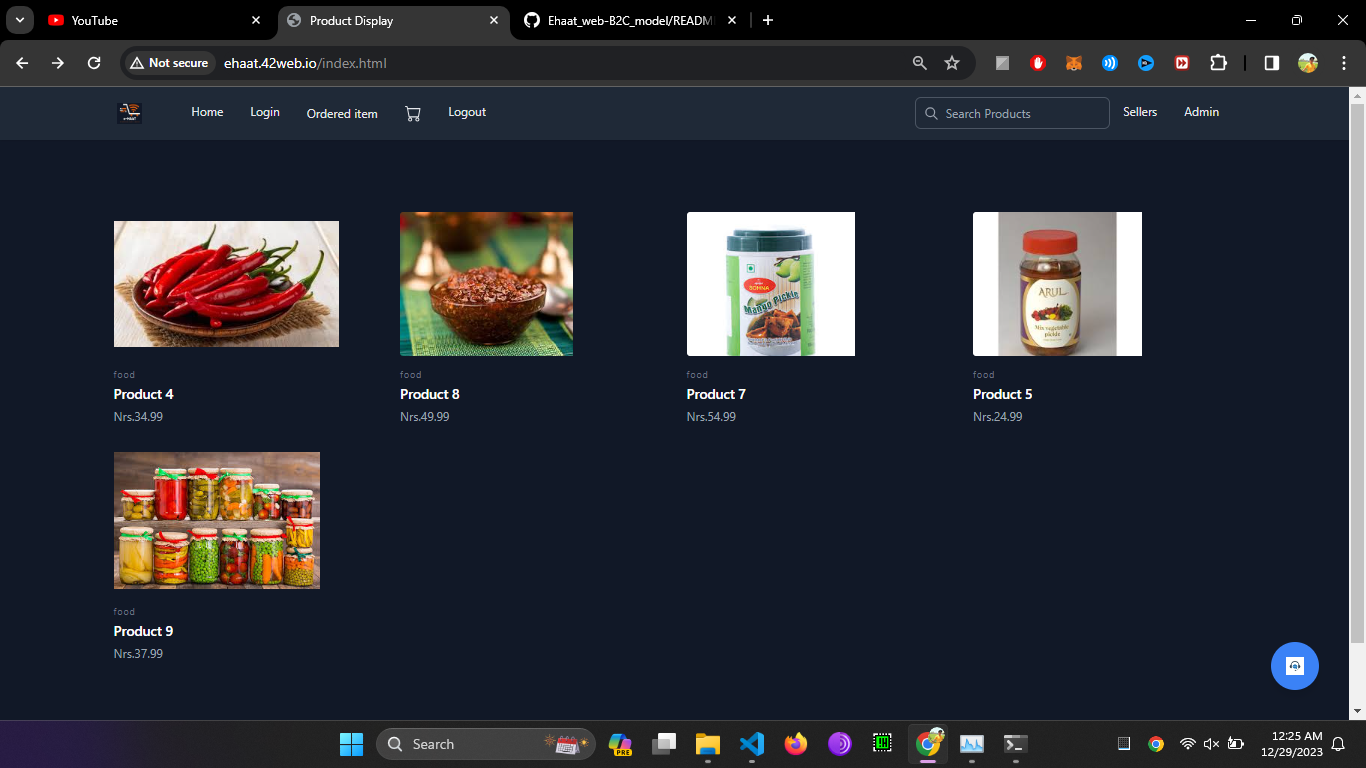 YouTube
Product Display
Ehaat_web-B2C_model/READM
Not secure
ehaat.42web.io/index.html
e-HAAT
Home
Login
Ordered item
Logout
Search Products
Sellers
Admin
ROHNA
Mango Pickle
ARUL
Mix vegetable
pickle
food
Product 4
Nrs.34.99
food
Product 8
Nrs.49.99
food
Product 7
Nrs.54.99
food
Product 5
Nrs.24.99
food
Product 9
Nrs.37.99
Search
PRE
12:25 AM
12/29/2023